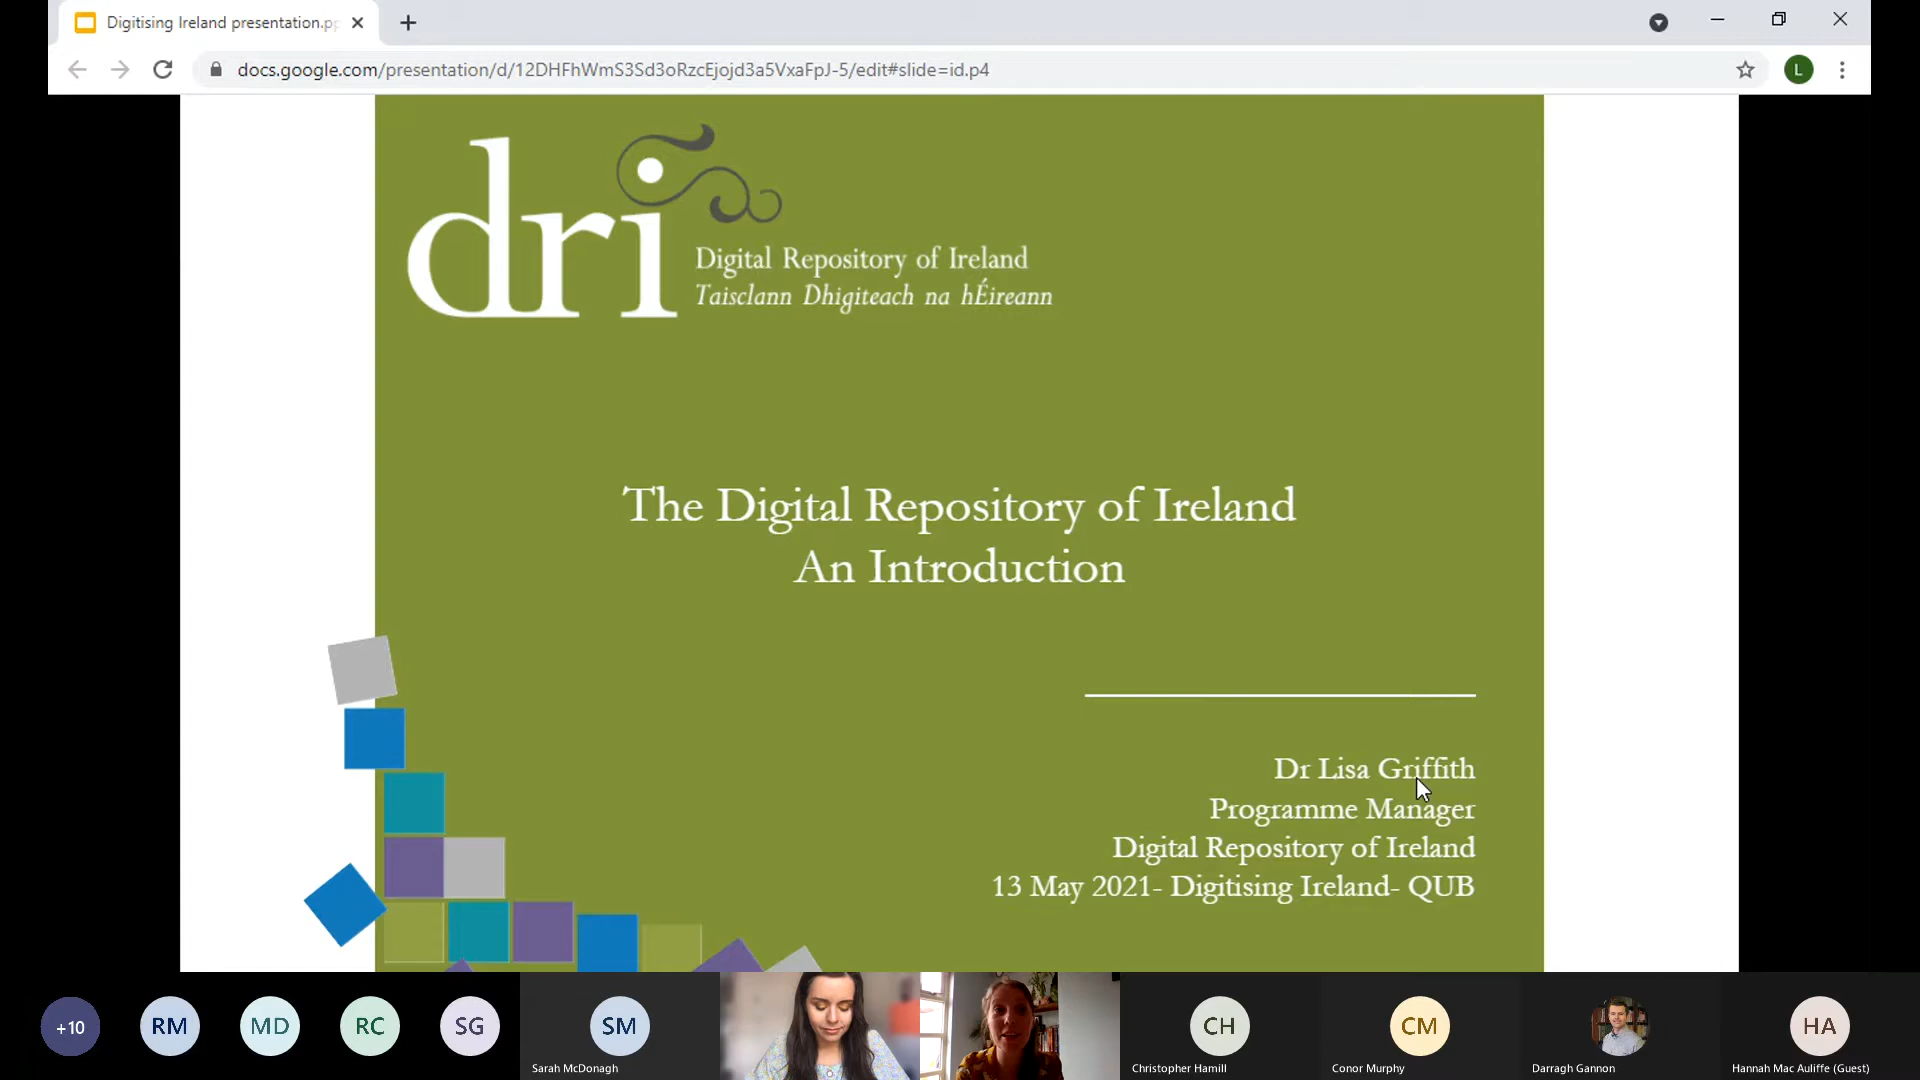 Digitising Ireland presentation.pp
docs.google.com/presentation/d/12DHFhWmS3Sd3oRzcEjojd3a5VxaFpJ-5/edit#slide=id.p4
L
dri
Digital Repository of Ireland
Taisclann Dhigiteach na hÉireann
The Digital Repository of Ireland
An Introduction
Dr Lisa Griffith
Programme Manager
Digital Repository of Ireland
13 May 2021- Digitising Ireland- QUB
+10
RM
MD
RC
SG
SM
CH
CM
HA
Sarah McDonagh
Christopher Hamill
Conor Murphy
Darragh Gannon
Hannah Mac Auliffe (Guest)